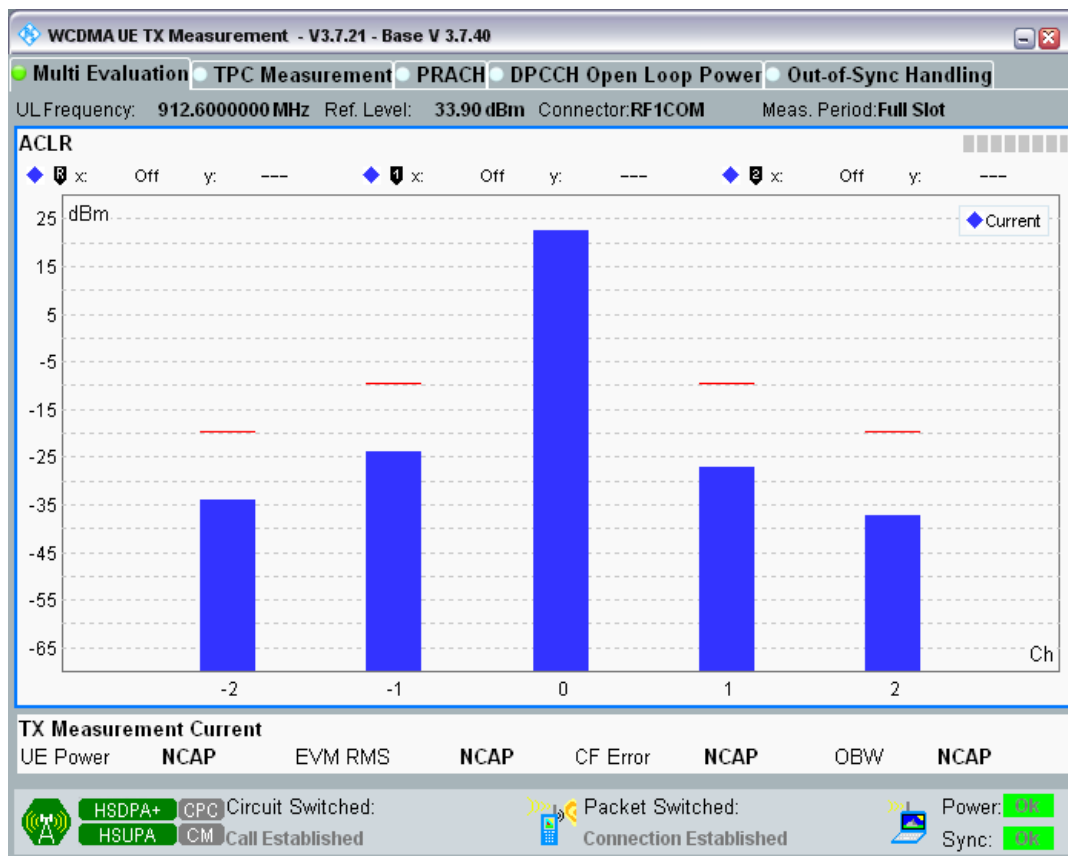 WCDMA UE TX Measurement - V3.7.21 - Base V 3.7.40
Multi Evaluation TPC Measurement PRACH DPCCH Open Loop Power Out-of-Sync Handling
UL Frequency: 912.6000000 MHz Ref. Level: 33.90 dBm Connector:RF1COM Meas. Period:Full Slot
ACLR
R x: Off y: --- 1 x: Off y: --- 2 x: Off y: ---
dBm
Current
25
15
5
-5
-15
-25
-35
-45
-55
-65
Ch
-2 -1 0 1 2
TX Measurement Current
UE Power NCAP EVM RMS NCAP CF Error NCAP OBW NCAP
HSDPA+ CPC Circuit Switched: Packet Switched: Power: OK
HSUPA CM Call Established Connection Established Sync: OK